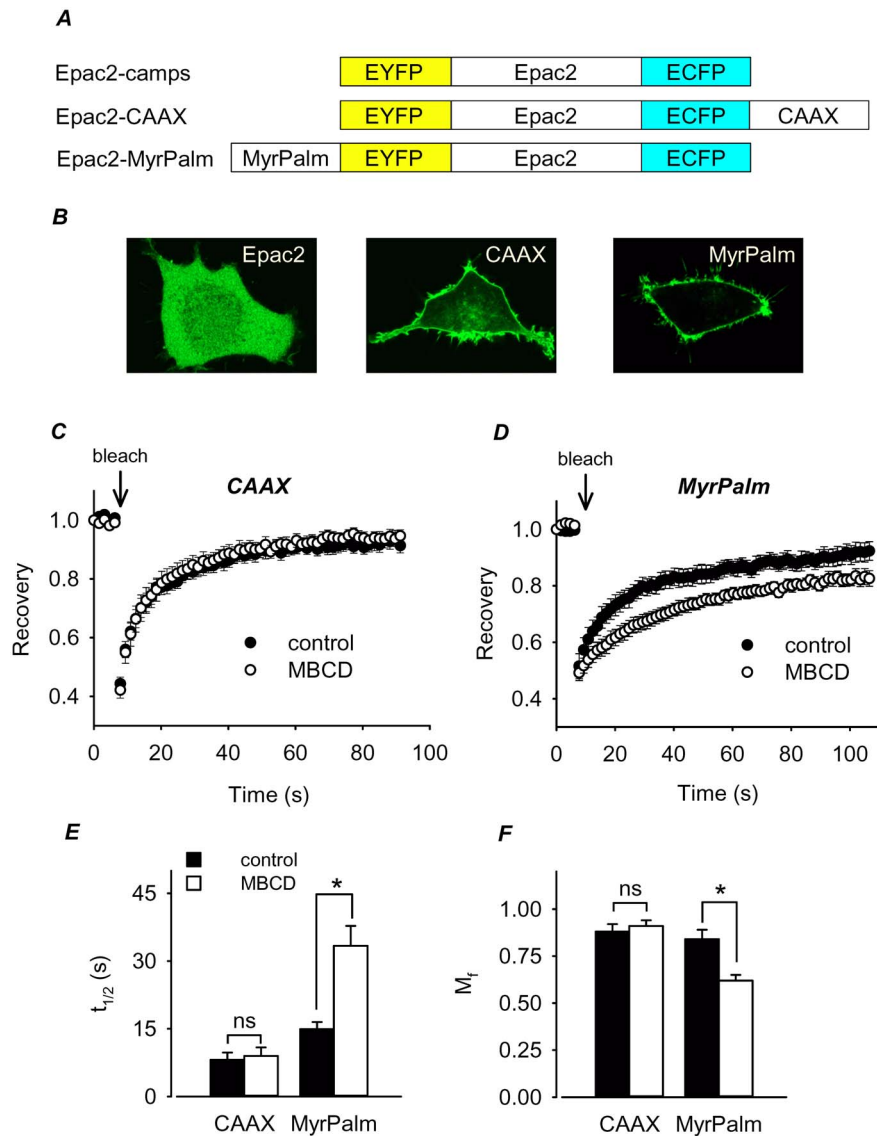 A
Epac2-camps EYFP Epac2 ECFP
Epac2-CAAX EYFP Epac2 ECFP CAAX
Epac2-MyrPalm MyrPalm EYFP Epac2 ECFP
B
Epac2 CAAX MyrPalm
C
bleach
CAAX
1.0
0.8
0.6
0.4
Recovery
control
MBCD
0 20 40 60 80 100
Time (s)
D
bleach
MyrPalm
1.0
0.8
0.6
0.4
Recovery
control
MBCD
0 20 40 60 80 100
Time (s)
E
control
MBCD
45
30
15
0
t1/2 (s)
ns
*
CAAX MyrPalm
F
1.00
0.75
0.50
0.25
0.00
Mf
ns
*
CAAX MyrPalm